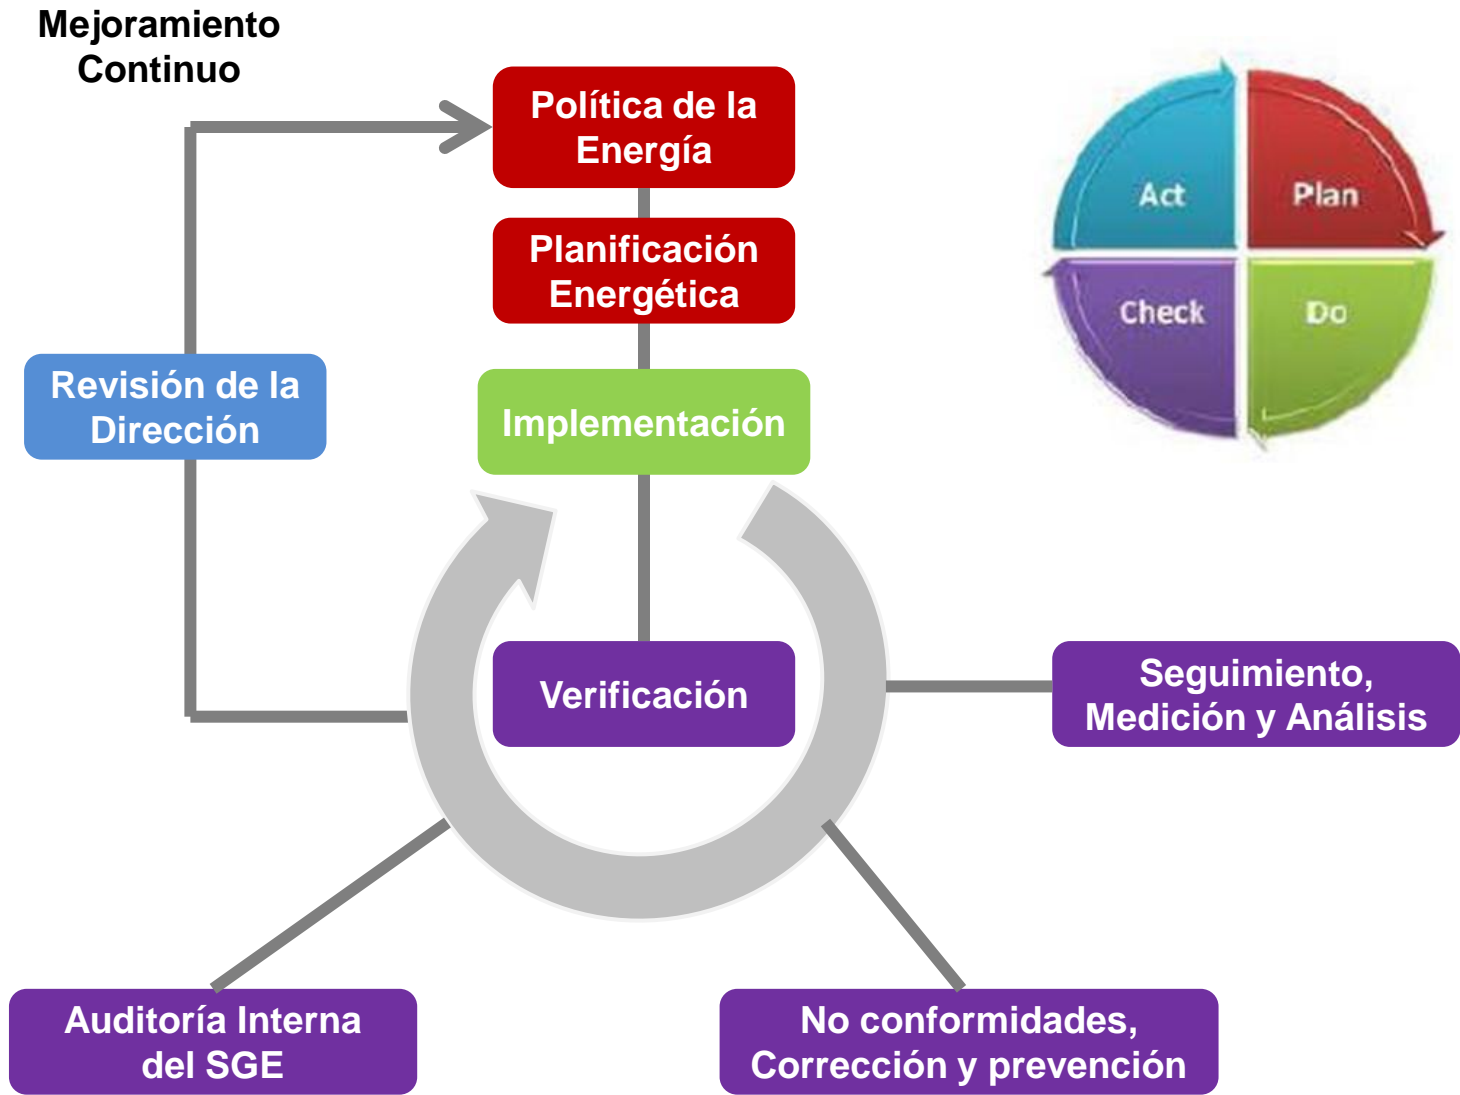 Mejoramiento
Continuo
Política de la
Energía
Planificación
Energética
Revisión de la
Dirección
Implementación
Verificación
Seguimiento,
Medición y Análisis
Auditoría Interna
del SGE
No conformidades,
Corrección y prevención
Act
Plan
Check
Do